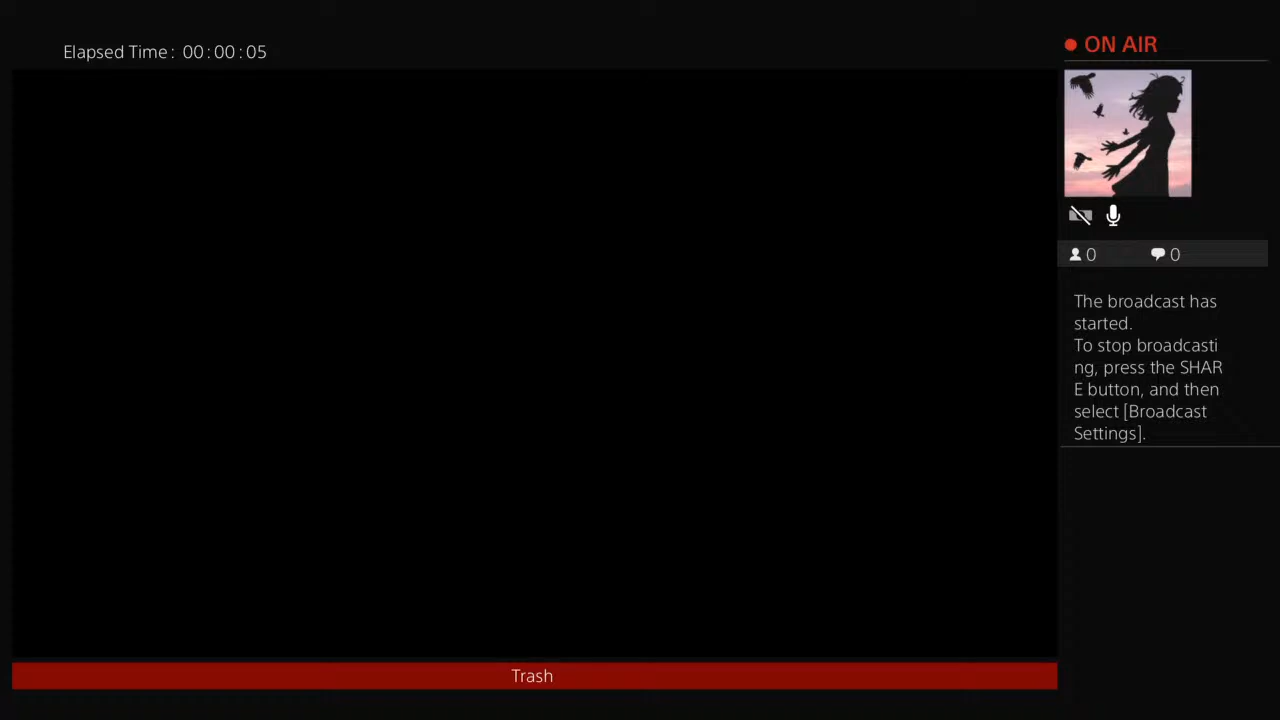 Elapsed Time: 00:00:05
ON AIR
0
0
The broadcast has
started.
To stop broadcasti
ng, press the SHAR
E button, and then
select [Broadcast
Settings].
Trash